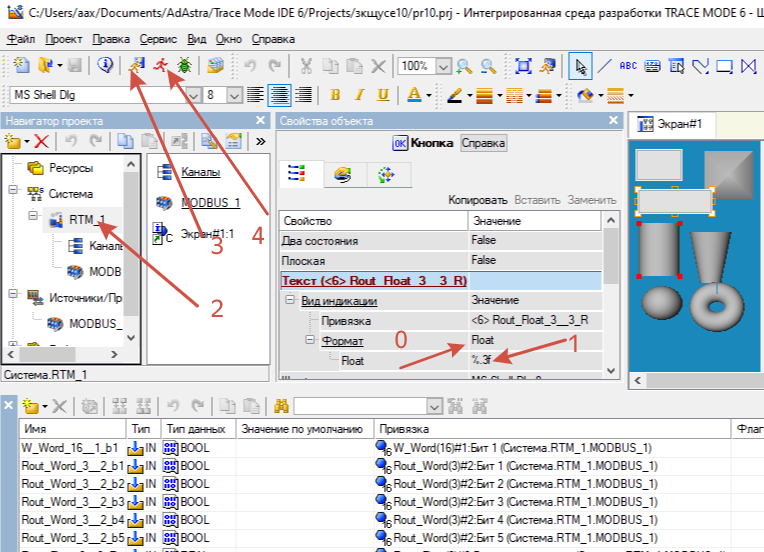 C:/Users/aax/Documents/AdAstra/Trace Mode IDE 6/Projects/зкщусе10/pr10.prj - Интегрированная среда разработки TRACE MODE 6 - Ш
Файл Проект Правка Сервис Вид Окно Справка
100% ABC
MS Shell Dlg 8 B I U A
Навигатор проекта
Ресурсы
Система
RTM_1
Каналы
MODB
Источники/Пр
MODBUS_
Каналы
MODBUS_1
Экран#1:1
Система.RTM_1
2
3
4
Свойства объекта
OK Кнопка Справка
Копировать Вставить Заменить
Свойство Значение
Два состояния False
Плоская False
Текст (<6> Rout_Float_3__3_R)
Вид индикации Значение
Привязка <6> Rout_Float_3__3_R
Формат Float
Float %.3f
0
1
Экран#1
Имя Тип Тип данных Значение по умолчанию Привязка Флаг
W_Word_16__1_b1 IN BOOL W_Word(16)#1:Бит 1 (Система.RTM_1.MODBUS_1)
Rout_Word_3__2_b1 IN BOOL Rout_Word(3)#2:Бит 1 (Система.RTM_1.MODBUS_1)
Rout_Word_3__2_b2 IN BOOL Rout_Word(3)#2:Бит 2 (Система.RTM_1.MODBUS_1)
Rout_Word_3__2_b3 IN BOOL Rout_Word(3)#2:Бит 3 (Система.RTM_1.MODBUS_1)
Rout_Word_3__2_b4 IN BOOL Rout_Word(3)#2:Бит 4 (Система.RTM_1.MODBUS_1)
Rout_Word_3__2_b5 IN BOOL Rout_Word(3)#2:Бит 5 (Система.RTM_1.MODBUS_1)